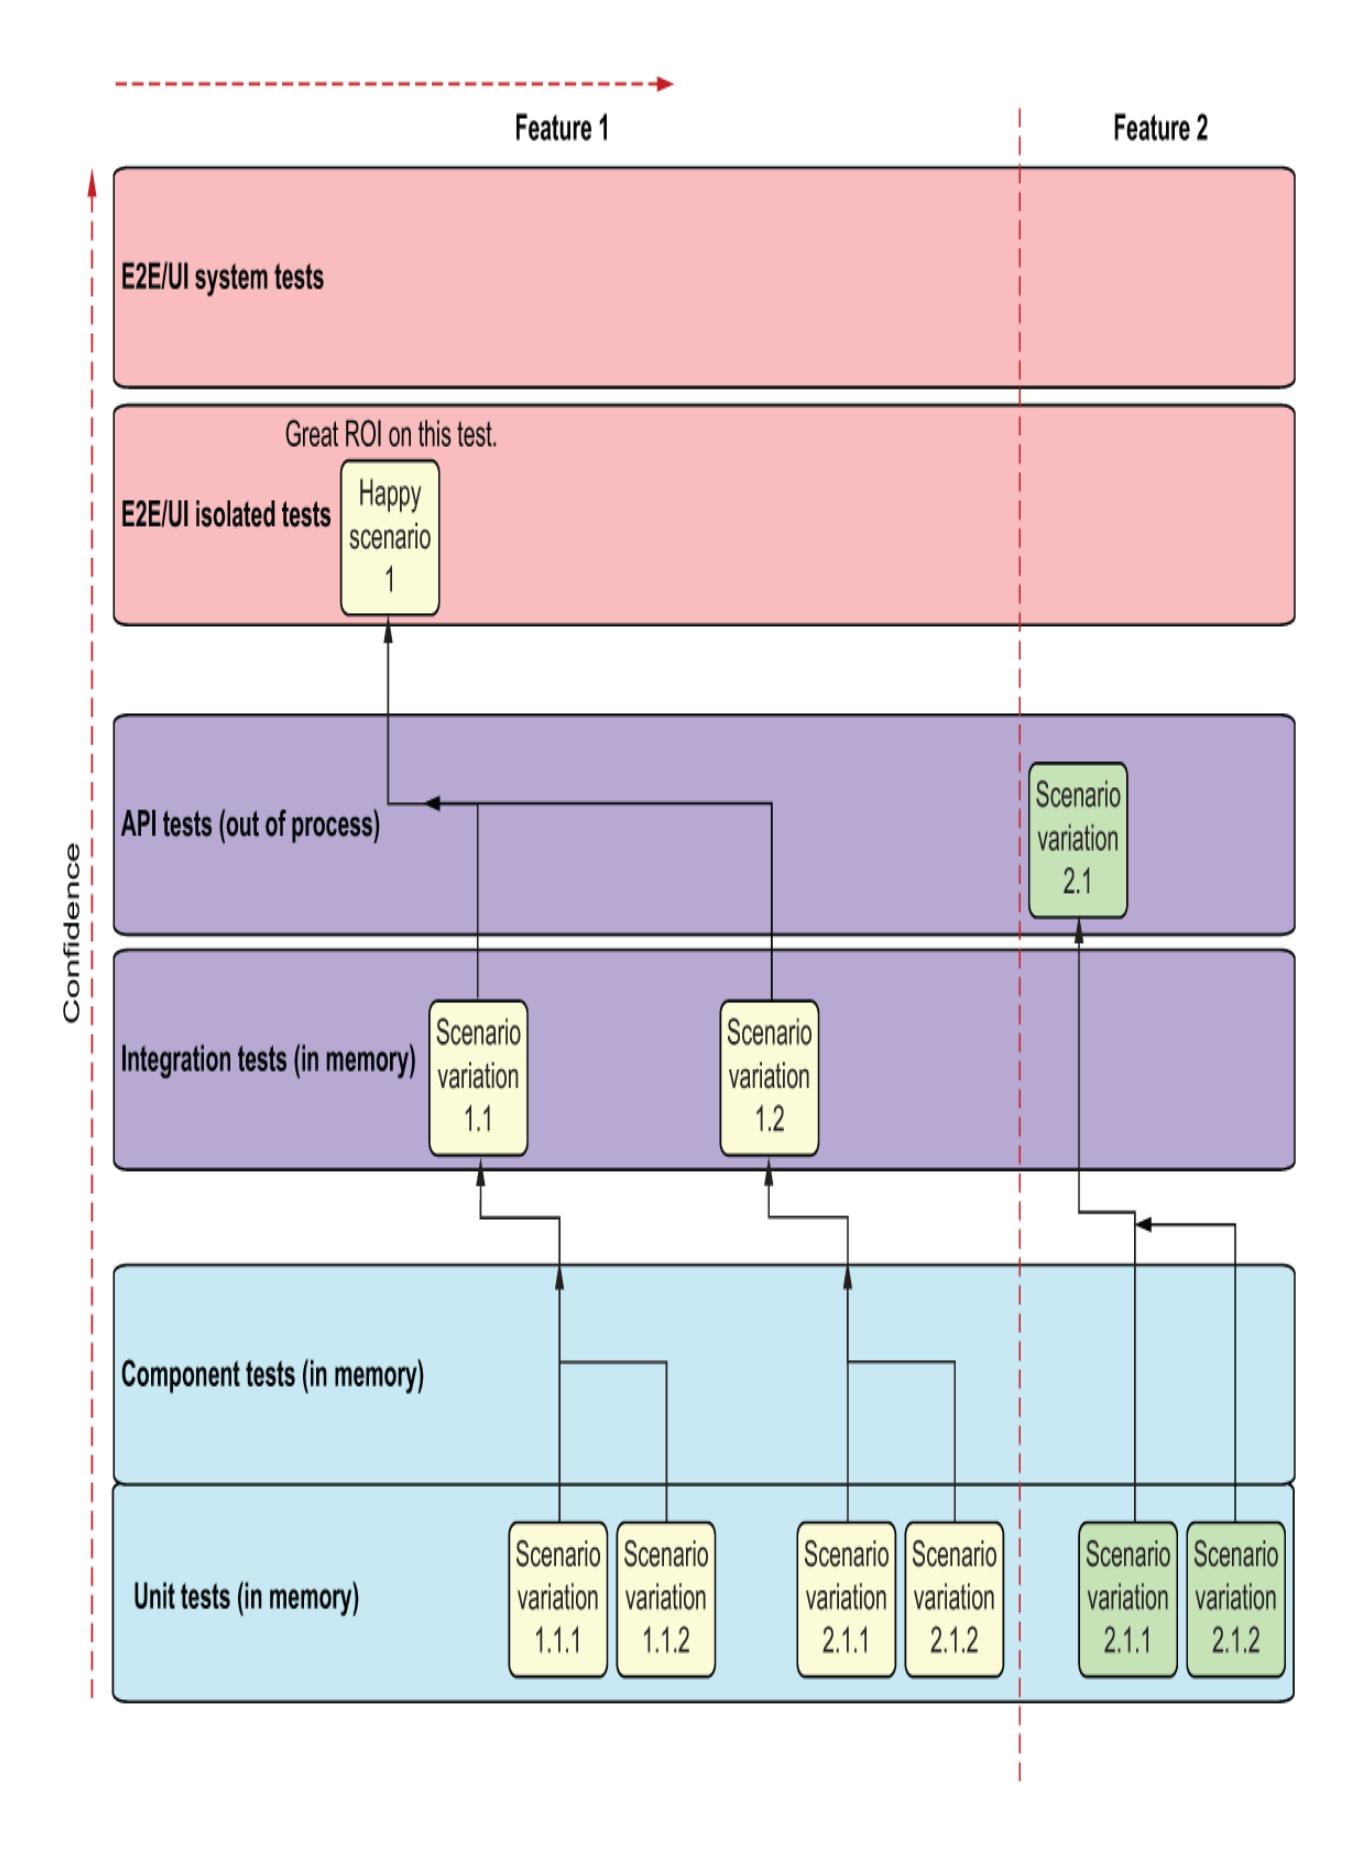 Feature 1
Feature 2
E2E/UI system tests
Great ROI on this test.
E2E/UI isolated tests
Happy
scenario
1
API tests (out of process)
Scenario
variation
2.1
Confidence
Integration tests (in memory)
Scenario
variation
1.1
Scenario
variation
1.2
Component tests (in memory)
Unit tests (in memory)
Scenario
variation
1.1.1
Scenario
variation
1.1.2
Scenario
variation
2.1.1
Scenario
variation
2.1.2
Scenario
variation
2.1.1
Scenario
variation
2.1.2